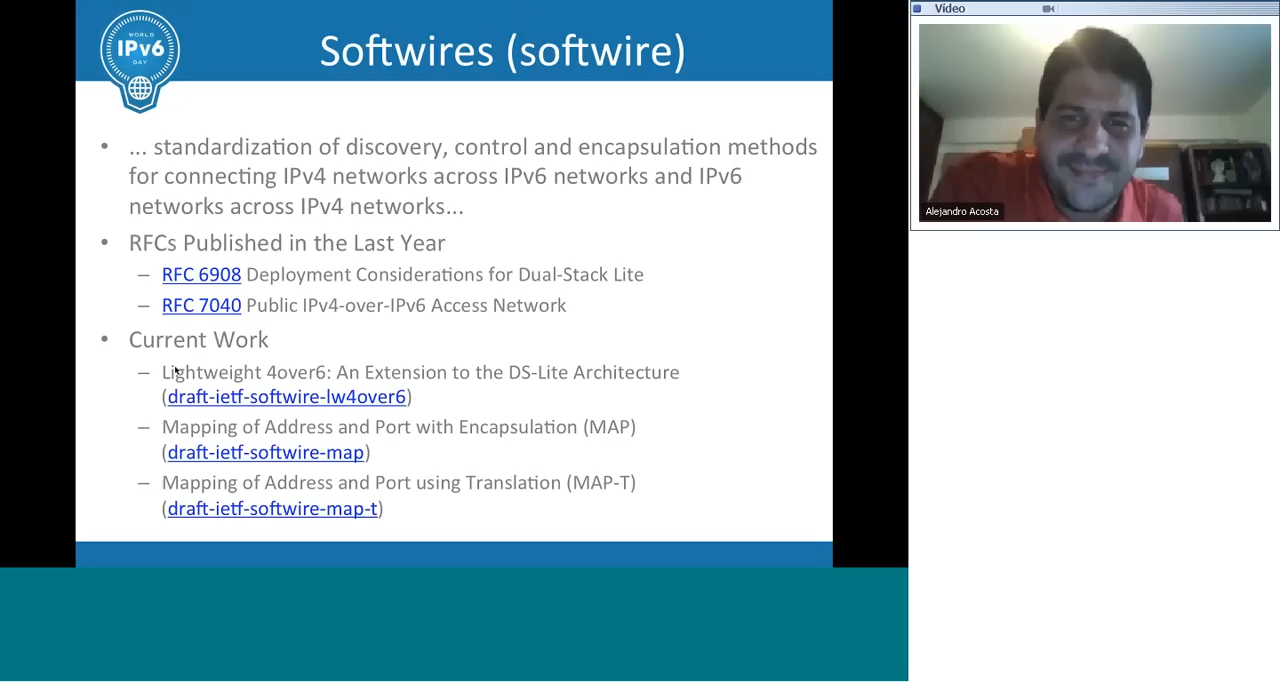 WORLD
IPv6
DAY
Softwires (softwire)
• ... standardization of discovery, control and encapsulation methods
for connecting IPv4 networks across IPv6 networks and IPv6
networks across IPv4 networks...
• RFCs Published in the Last Year
– RFC 6908 Deployment Considerations for Dual-Stack Lite
– RFC 7040 Public IPv4-over-IPv6 Access Network
• Current Work
– Lightweight 4over6: An Extension to the DS-Lite Architecture
(draft-ietf-softwire-lw4over6)
– Mapping of Address and Port with Encapsulation (MAP)
(draft-ietf-softwire-map)
– Mapping of Address and Port using Translation (MAP-T)
(draft-ietf-softwire-map-t)
Vídeo
Alejandro Acosta